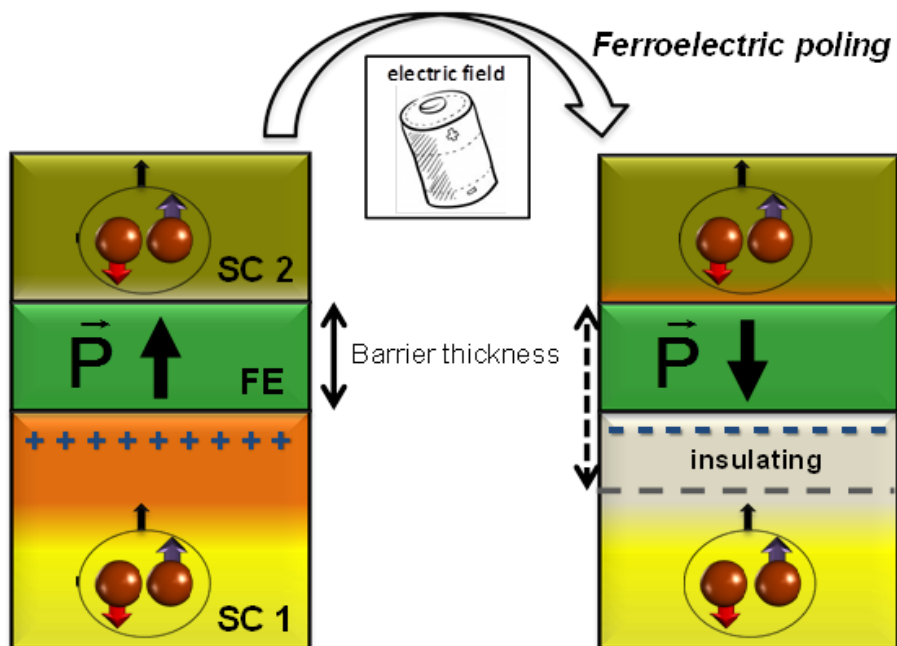 Ferroelectric poling
electric field
SC 2
P
FE
Barrier thickness
P
+ + + + + + + + +
insulating
SC 1